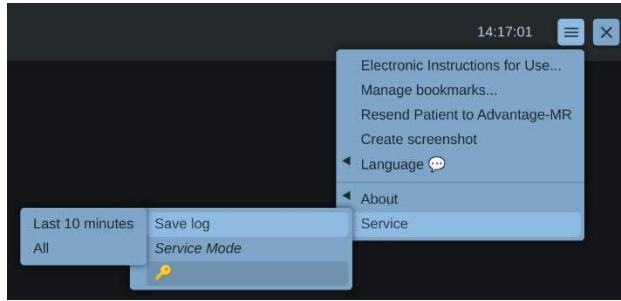 14:17:01
Electronic Instructions for Use...
Manage bookmarks...
Resend Patient to Advantage-MR
Create screenshot
Language
About
Service
Save log
Service Mode
Last 10 minutes
All